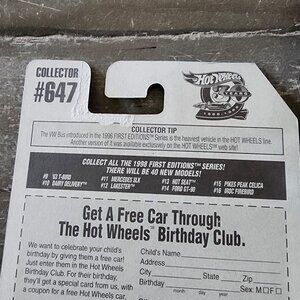 COLLECTOR
#647
Hot Wheels
COLLECTOR TIP
The VW Bus introduced in the 1996 FIRST EDITIONS™ Series is the heaviest vehicle in the HOT WHEELS line.
Another version of it was available exclusively on the HOT WHEELS™ web site!
COLLECT ALL THE 1998 FIRST EDITIONS™ SERIES!
THERE WILL BE 40 NEW MODELS!
#9 '63 T-BIRD #11 MERCEDES SLK #13 HOT SEAT™ #15 PIKES PEAK CELICA
#10 DAIRY DELIVERY™ #12 LAKESTER™ #14 FORD GT-90 #16 IROC FIREBIRD
Get A Free Car Through
The Hot Wheels® Birthday Club.
We want to celebrate your child's
birthday by giving them a free car!
Just enter them in the Hot Wheels
Birthday Club. For their birthday,
they'll get a special card from us, with
a coupon for a free Hot Wheels car.
Child's Name
Address
City State Zip
Birthday Sex: M F
month day year